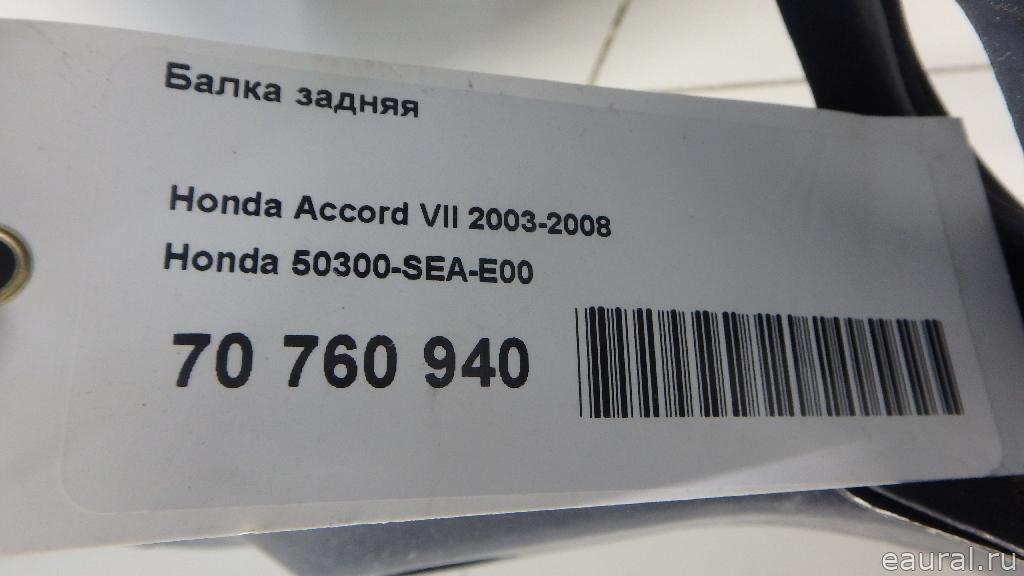 Балка задняя
Honda Accord VII 2003-2008
Honda 50300-SEA-E00
70 760 940
eaural.ru